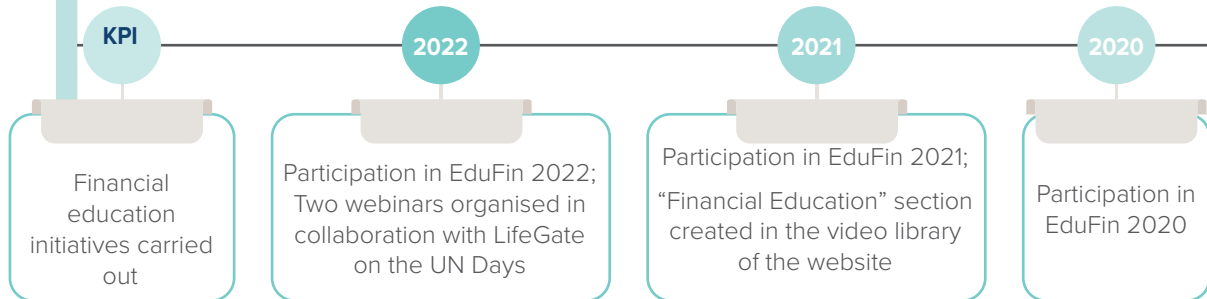 KPI
2022
2021
2020
Financial
education
initiatives carried
out
Participation in EduFin 2022;
Two webinars organised in
collaboration with LifeGate
on the UN Days
Participation in EduFin 2021;
“Financial Education” section
created in the video library
of the website
Participation in
EduFin 2020